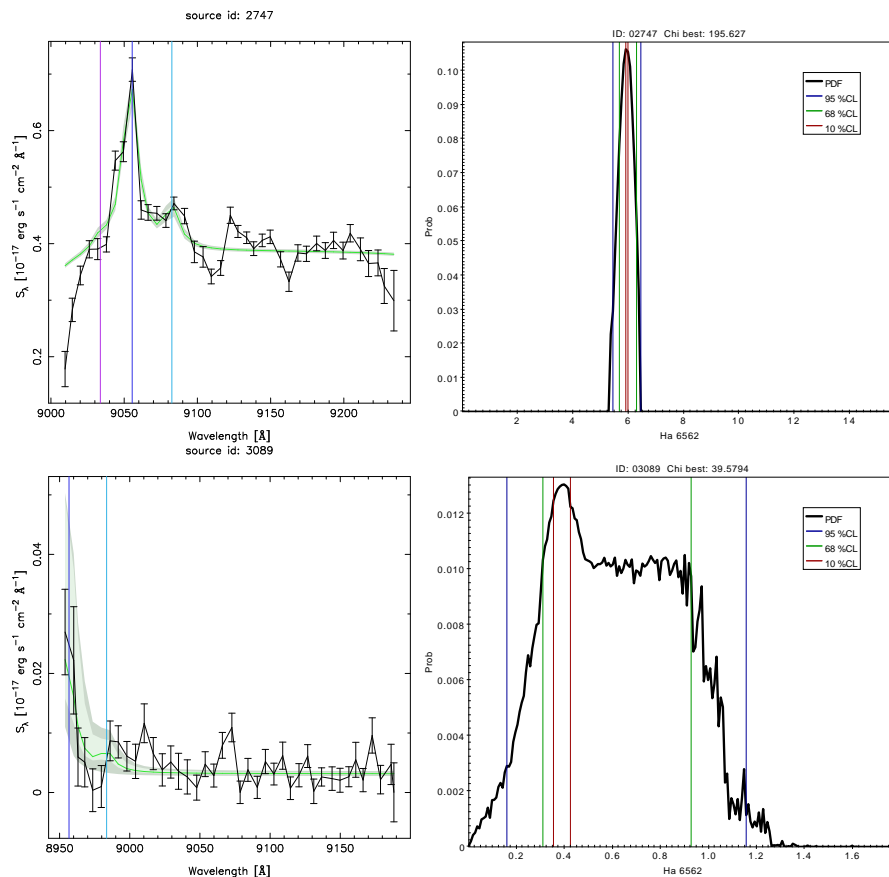 source id: 2747
ID: 02747 Chi best: 195.627
S_λ [10^-17 erg s^-1 cm^-2 Å^-1]
0.2
0.4
0.6
9000
9050
9100
9150
9200
Wavelength [Å]
Prob
0.10
0.09
0.08
0.07
0.06
0.05
0.04
0.03
0.02
0.01
0
2
4
6
8
10
12
14
Ha 6562
PDF
95 %CL
68 %CL
10 %CL
source id: 3089
ID: 03089 Chi best: 39.5794
S_λ [10^-17 erg s^-1 cm^-2 Å^-1]
0
0.02
0.04
8950
9000
9050
9100
9150
Wavelength [Å]
Prob
0.012
0.010
0.008
0.006
0.004
0.002
0
0.2
0.4
0.6
0.8
1.0
1.2
1.4
1.6
Ha 6562
PDF
95 %CL
68 %CL
10 %CL